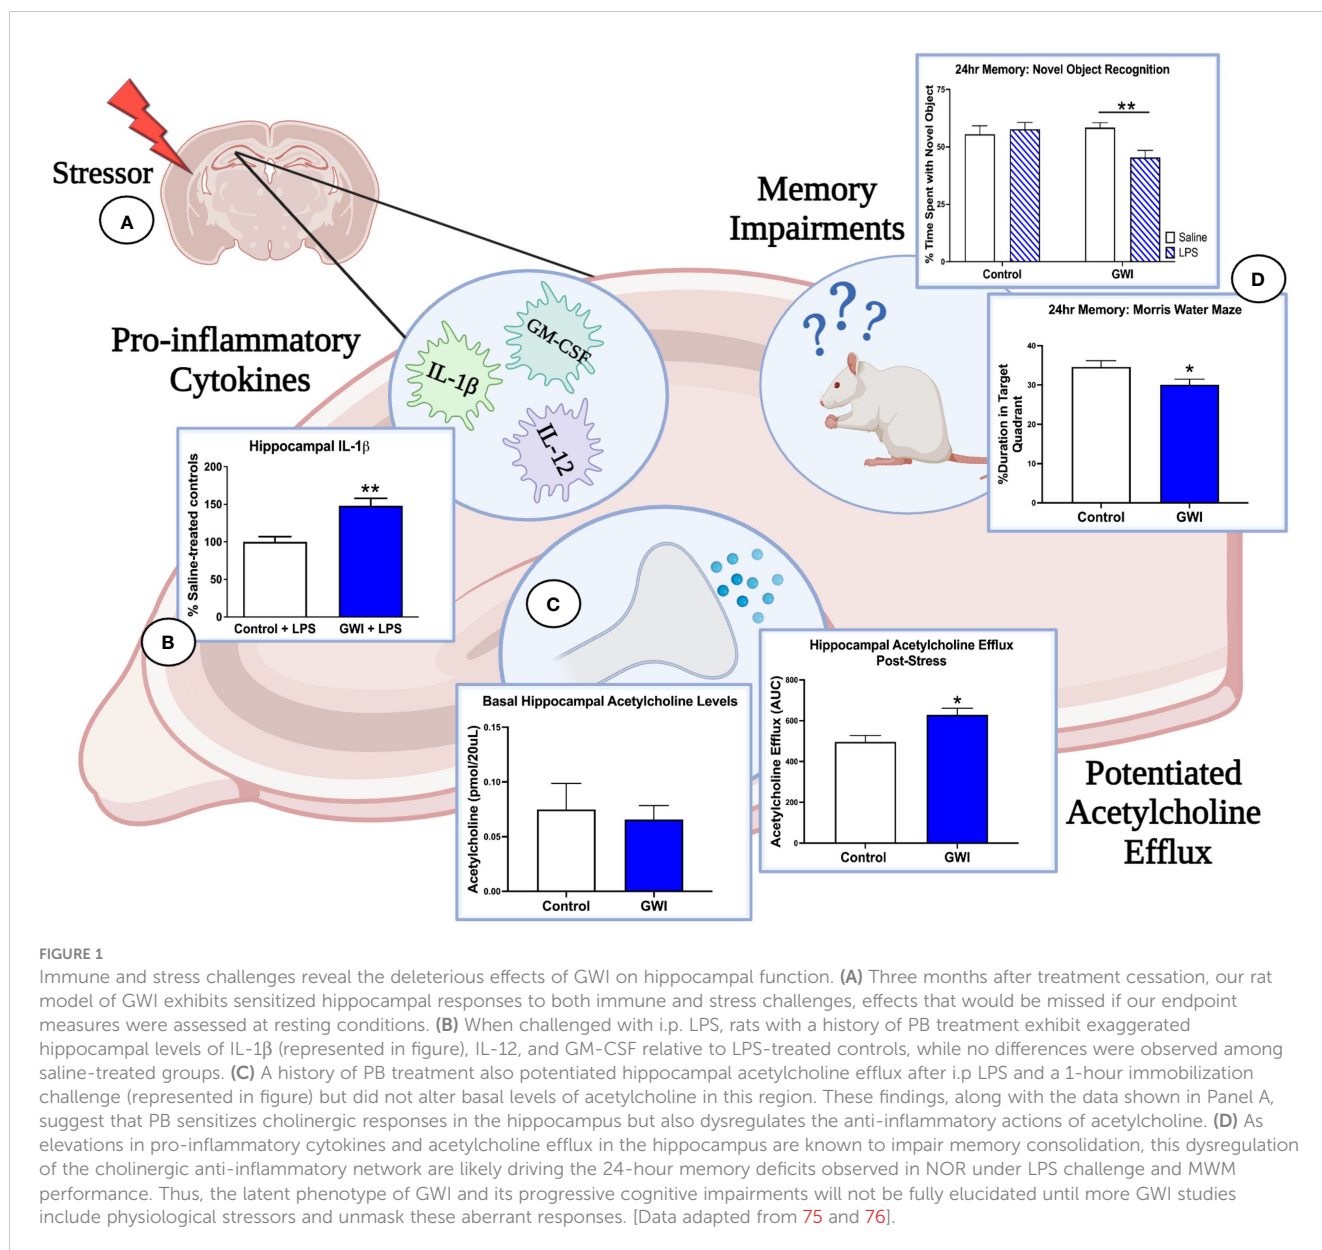 Stressor
A
Pro-inflammatory
Cytokines
GM-CSF
IL-1β
IL-12
Hippocampal IL-1β
% Saline-treated controls
200
150
100
50
0
**
Control + LPS
GWI + LPS
B
Memory
Impairments
? ? ?
24hr Memory: Novel Object Recognition
% Time Spent with Novel Object
75
50
25
0
**
Control
GWI
Saline
LPS
D
24hr Memory: Morris Water Maze
%Duration in Target
Quadrant
40
30
20
10
0
*
Control
GWI
C
Basal Hippocampal Acetylcholine Levels
Acetylcholine (pmol/20uL)
0.15
0.10
0.05
0.00
Control
GWI
Hippocampal Acetylcholine Efflux
Post-Stress
Acetylcholine Efflux (AUC)
800
600
400
200
0
*
Control
GWI
Potentiated
Acetylcholine
Efflux
FIGURE 1
Immune and stress challenges reveal the deleterious effects of GWI on hippocampal function. (A) Three months after treatment cessation, our rat
model of GWI exhibits sensitized hippocampal responses to both immune and stress challenges, effects that would be missed if our endpoint
measures were assessed at resting conditions. (B) When challenged with i.p. LPS, rats with a history of PB treatment exhibit exaggerated
hippocampal levels of IL-1β (represented in figure), IL-12, and GM-CSF relative to LPS-treated controls, while no differences were observed among
saline-treated groups. (C) A history of PB treatment also potentiated hippocampal acetylcholine efflux after i.p LPS and a 1-hour immobilization
challenge (represented in figure) but did not alter basal levels of acetylcholine in this region. These findings, along with the data shown in Panel A,
suggest that PB sensitizes cholinergic responses in the hippocampus but also dysregulates the anti-inflammatory actions of acetylcholine. (D) As
elevations in pro-inflammatory cytokines and acetylcholine efflux in the hippocampus are known to impair memory consolidation, this dysregulation
of the cholinergic anti-inflammatory network are likely driving the 24-hour memory deficits observed in NOR under LPS challenge and MWM
performance. Thus, the latent phenotype of GWI and its progressive cognitive impairments will not be fully elucidated until more GWI studies
include physiological stressors and unmask these aberrant responses. [Data adapted from 75 and 76].